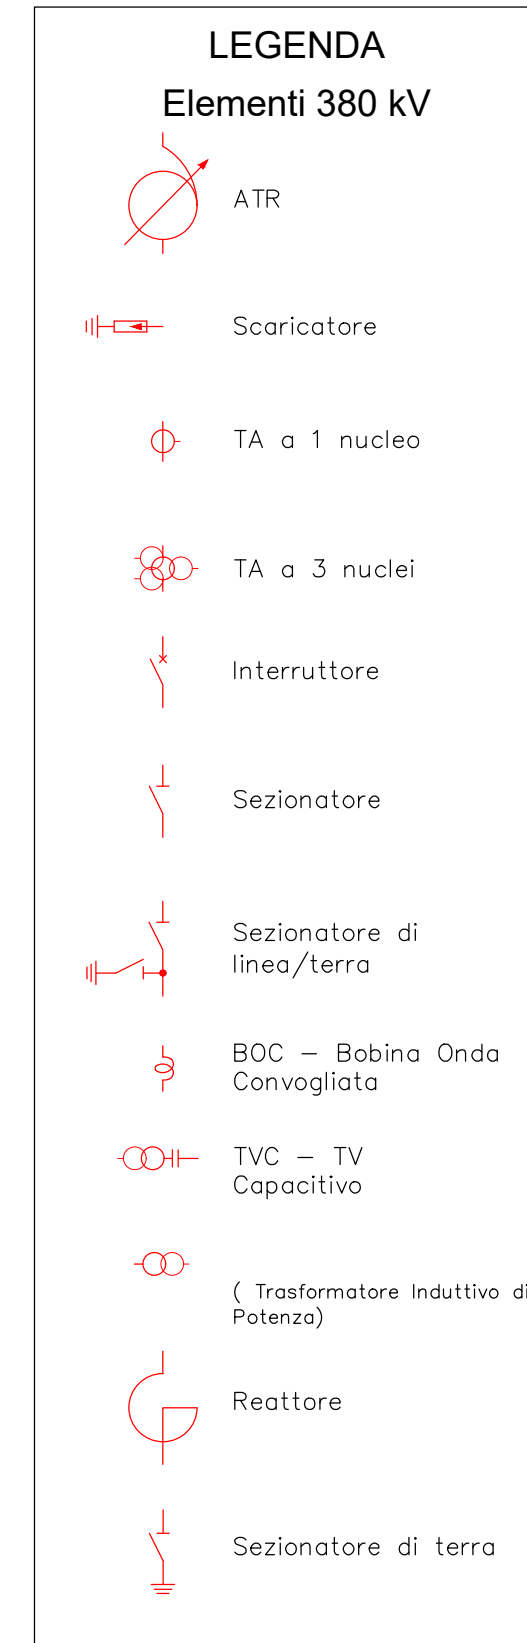 LEGENDA
Elementi 380 kV
ATR
Scaricatore
TA a 1 nucleo
TA a 3 nuclei
Interruttore
Sezionatore
Sezionatore di
linea/terra
BOC – Bobina Onda
Convogliata
TVC – TV
Capacitivo
( Trasformatore Induttivo di
Potenza)
Reattore
Sezionatore di terra